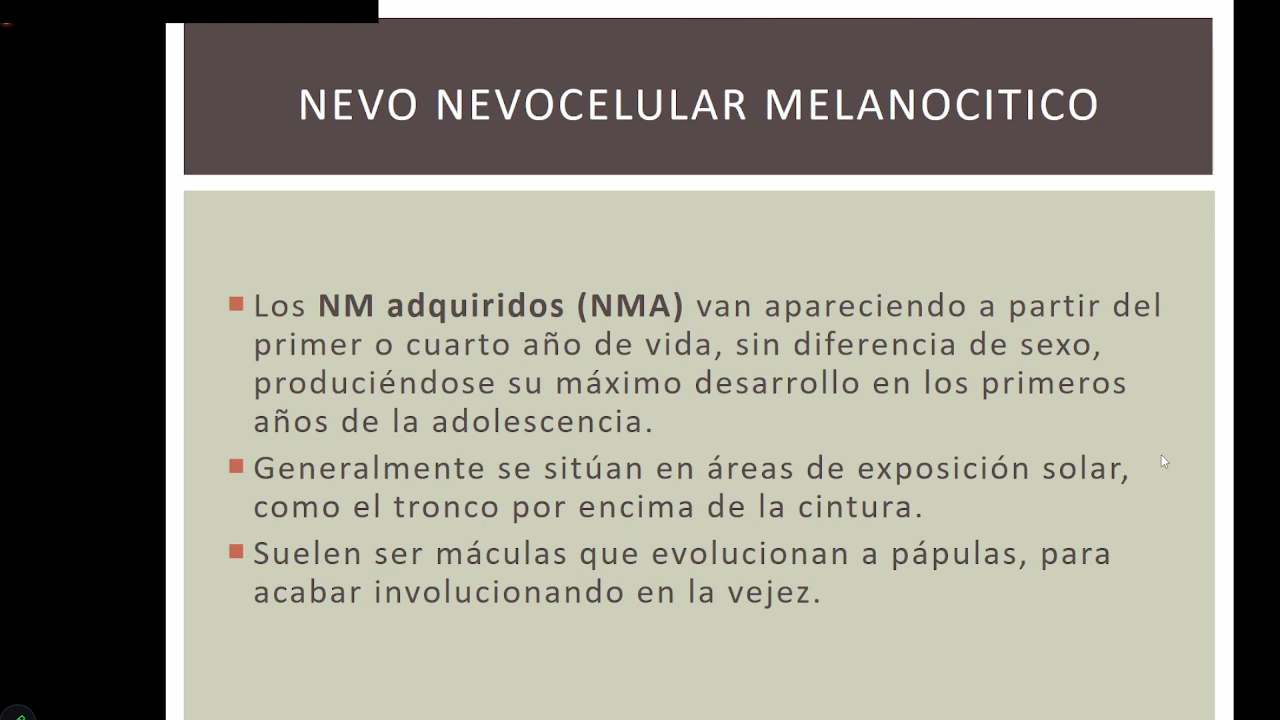 NEVO NEVOCELULAR MELANOCITICO
Los NM adquiridos (NMA) van apareciendo a partir del
primer o cuarto año de vida, sin diferencia de sexo,
produciéndose su máximo desarrollo en los primeros
años de la adolescencia.
Generalmente se sitúan en áreas de exposición solar,
como el tronco por encima de la cintura.
Suelen ser máculas que evolucionan a pápulas, para
acabar involucionando en la vejez.